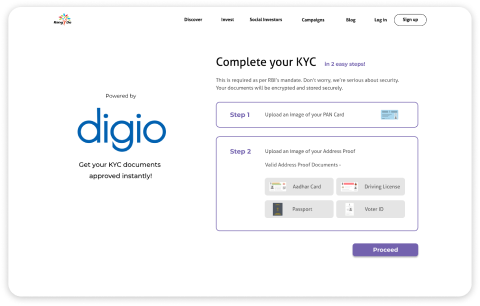 Rang De
Discover
Invest
Social Investors
Campaigns
Blog
Log in
Sign up
Complete your KYC
in 2 easy steps!
This is required as per RBI's mandate. Don't worry, we're serious about security.
Your documents will be encrypted and stored securely.
Powered by
digio
Get your KYC documents
approved instantly!
Step 1
Upload an Image of your PAN Card
Step 2
Upload an Image of your Address Proof
Valid Address Proof Documents -
Aadhar Card
Driving License
Passport
Voter ID
Proceed